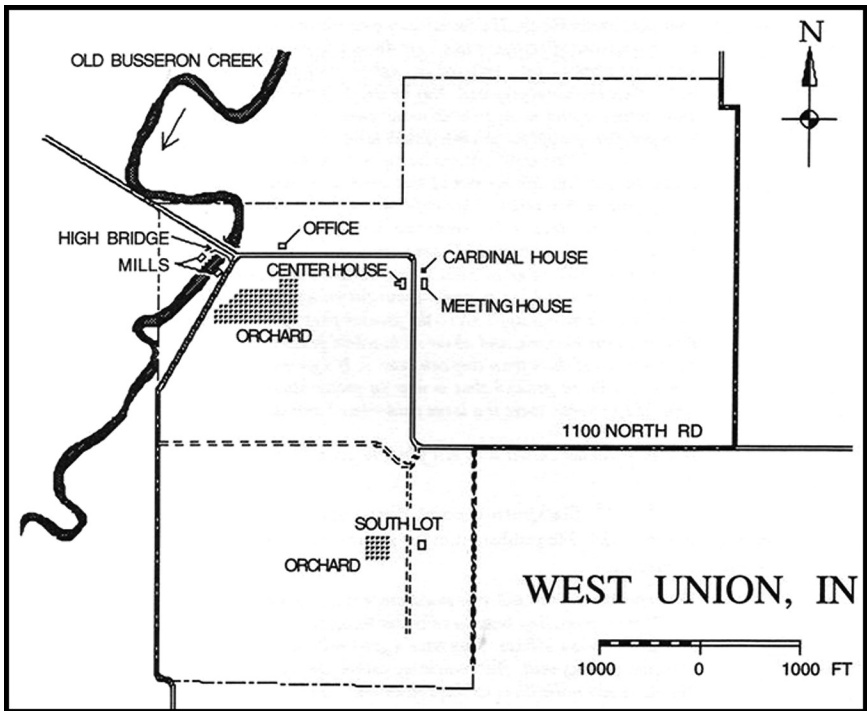 N
OLD BUSSERON CREEK
OFFICE
HIGH BRIDGE
MILLS
CENTER HOUSE
CARDINAL HOUSE
MEETING HOUSE
ORCHARD
1100 NORTH RD
SOUTH LOT
ORCHARD
WEST UNION, IN
1000 0 1000 FT